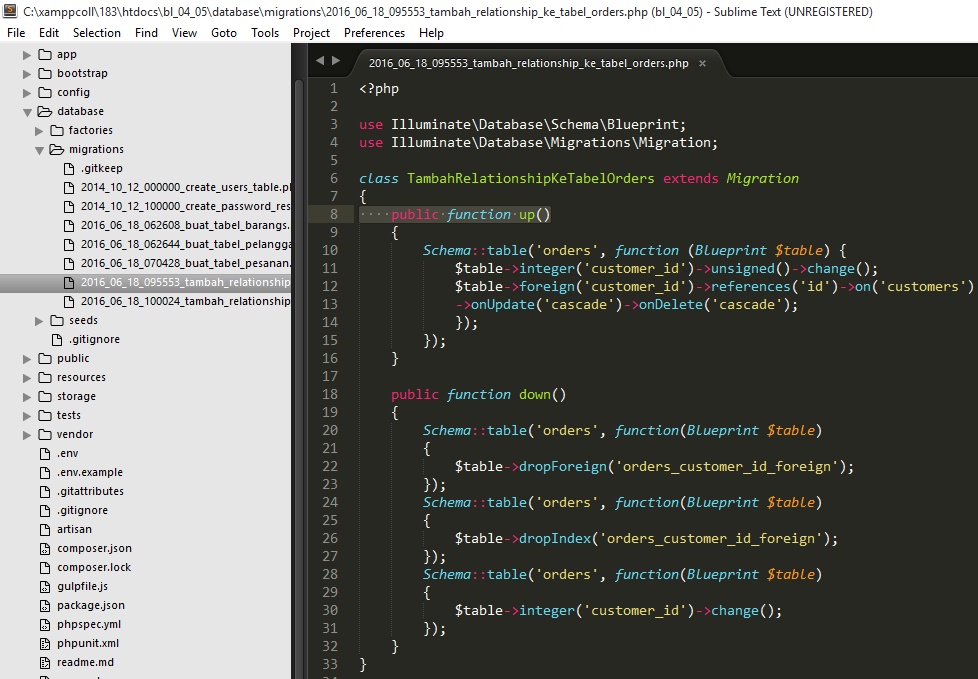 C:\xamppcoll\183\htdocs\bl_04_05\database\migrations\2016_06_18_095553_tambah_relationship_ke_tabel_orders.php (bl_04_05) - Sublime Text (UNREGISTERED)
File Edit Selection Find View Goto Tools Project Preferences Help
app
bootstrap
config
database
factories
migrations
.gitkeep
2014_10_12_000000_create_users_table.pl
2014_10_12_100000_create_password_res
2016_06_18_062608_buat_tabel_barangs.
2016_06_18_062644_buat_tabel_pelangga
2016_06_18_070428_buat_tabel_pesanan.
2016_06_18_095553_tambah_relationship
2016_06_18_100024_tambah_relationship
seeds
.gitignore
public
resources
storage
tests
vendor
.env
.env.example
.gitattributes
.gitignore
artisan
composer.json
composer.lock
gulpfile.js
package.json
phpspec.yml
phpunit.xml
readme.md
2016_06_18_095553_tambah_relationship_ke_tabel_orders.php ×
1 <?php
2
3 use Illuminate\Database\Schema\Blueprint;
4 use Illuminate\Database\Migrations\Migration;
5
6 class TambahRelationshipKeTabelOrders extends Migration
7 {
8 ····public·function·up()
9 {
10 Schema::table('orders', function (Blueprint $table) {
11 $table->integer('customer_id')->unsigned()->change();
12 $table->foreign('customer_id')->references('id')->on('customers')
13 ->onUpdate('cascade')->onDelete('cascade');
14 });
15 });
16 }
17
18 public function down()
19 {
20 Schema::table('orders', function(Blueprint $table)
21 {
22 $table->dropForeign('orders_customer_id_foreign');
23 });
24 Schema::table('orders', function(Blueprint $table)
25 {
26 $table->dropIndex('orders_customer_id_foreign');
27 });
28 Schema::table('orders', function(Blueprint $table)
29 {
30 $table->integer('customer_id')->change();
31 });
32 }
33 }